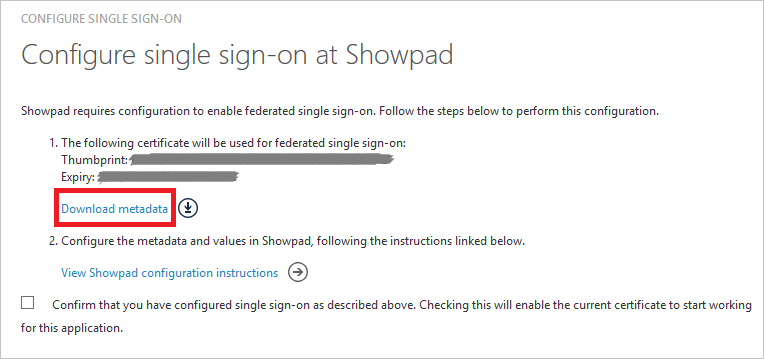 CONFIGURE SINGLE SIGN-ON
Configure single sign-on at Showpad
Showpad requires configuration to enable federated single sign-on. Follow the steps below to perform this configuration.
1. The following certificate will be used for federated single sign-on:
Thumbprint:
Expiry:
Download metadata
2. Configure the metadata and values in Showpad, following the instructions linked below.
View Showpad configuration instructions
Confirm that you have configured single sign-on as described above. Checking this will enable the current certificate to start working
for this application.